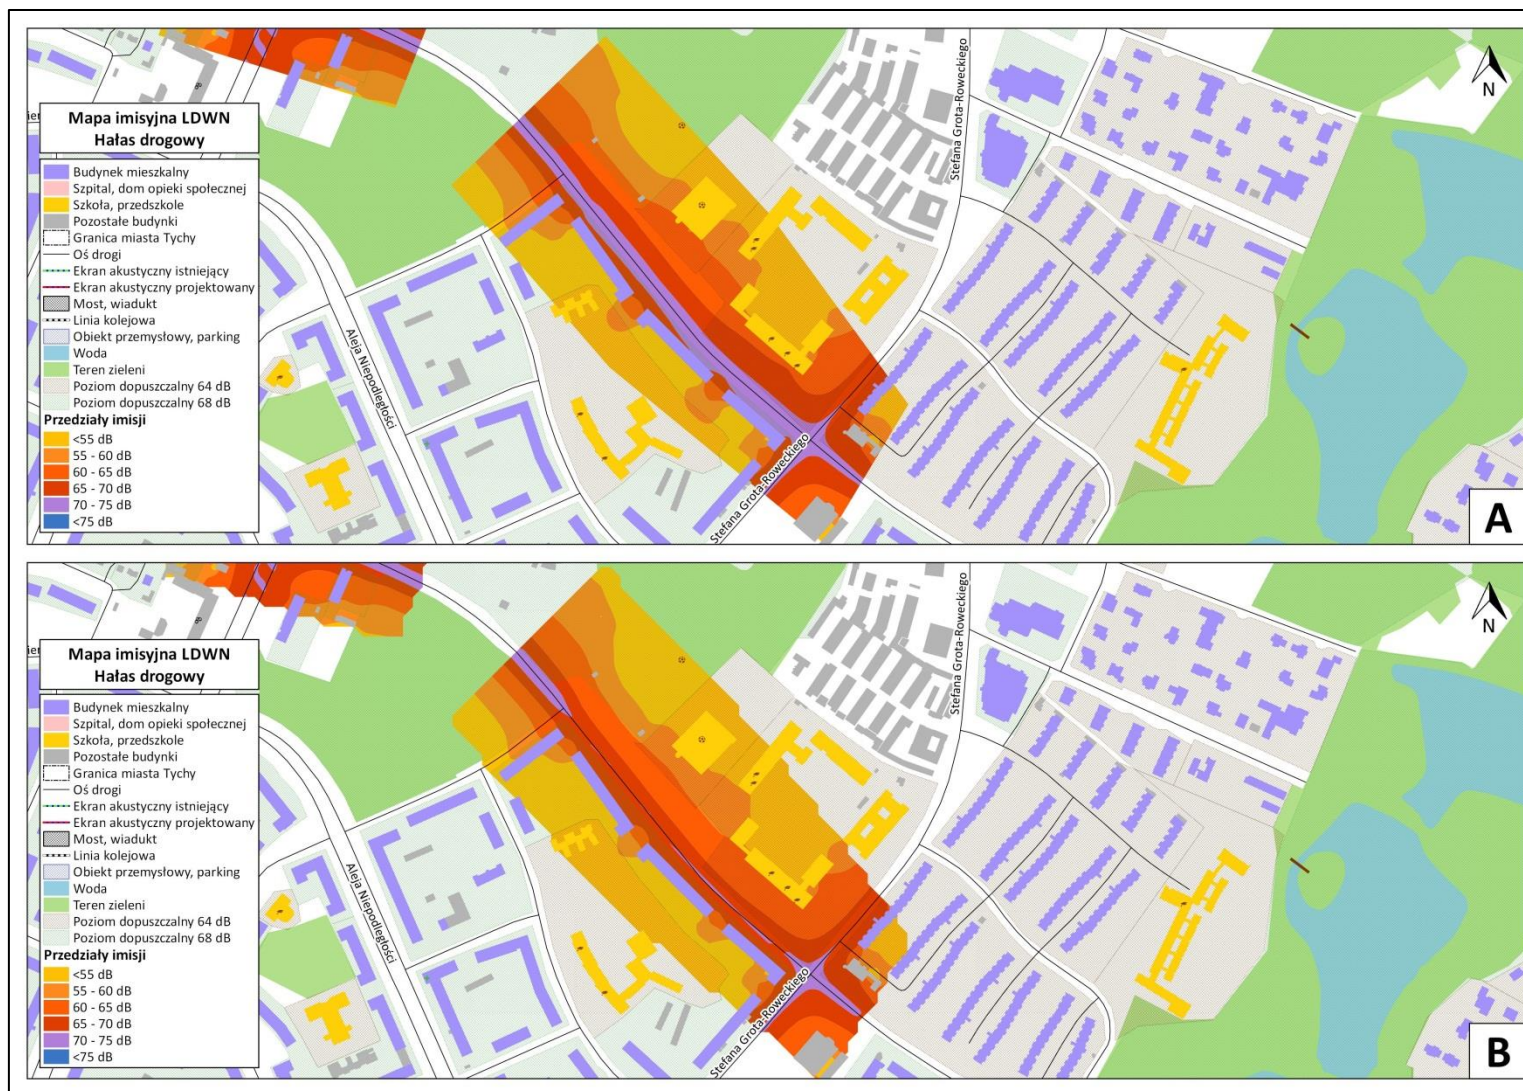 Mapa imisyjna LDWN
Hałas drogowy
Budynek mieszkalny
Szpital, dom opieki społecznej
Szkoła, przedszkole
Pozostałe budynki
Granica miasta Tychy
Oś drogi
Ekran akustyczny istniejący
Ekran akustyczny projektowany
Most, wiadukt
Linia kolejowa
Obiekt przemysłowy, parking
Woda
Teren zieleni
Poziom dopuszczalny 64 dB
Poziom dopuszczalny 68 dB
Przedziały imisji
<55 dB
55 - 60 dB
60 - 65 dB
65 - 70 dB
70 - 75 dB
<75 dB
Aleja Niepodległości
Stefana Grota-Roweckiego
Stefana Grota-Roweckiego
N
A
Mapa imisyjna LDWN
Hałas drogowy
Budynek mieszkalny
Szpital, dom opieki społecznej
Szkoła, przedszkole
Pozostałe budynki
Granica miasta Tychy
Oś drogi
Ekran akustyczny istniejący
Ekran akustyczny projektowany
Most, wiadukt
Linia kolejowa
Obiekt przemysłowy, parking
Woda
Teren zieleni
Poziom dopuszczalny 64 dB
Poziom dopuszczalny 68 dB
Przedziały imisji
<55 dB
55 - 60 dB
60 - 65 dB
65 - 70 dB
70 - 75 dB
<75 dB
Aleja Niepodległości
Stefana Grota-Roweckiego
Stefana Grota-Roweckiego
N
B